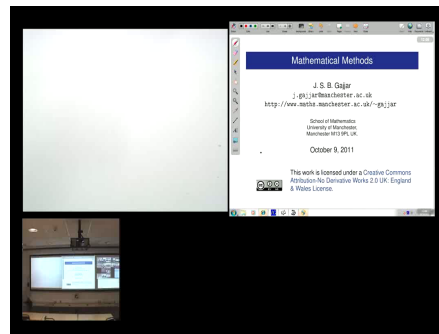 Mathematical Methods
J. S. B. Gajjar
j.gajjar@manchester.ac.uk
http://www.maths.manchester.ac.uk/~gajjar
School of Mathematics
University of Manchester,
Manchester M13 9PL UK.
October 9, 2011
This work is licensed under a Creative Commons
Attribution-No Derivative Works 2.0 UK: England
& Wales License.